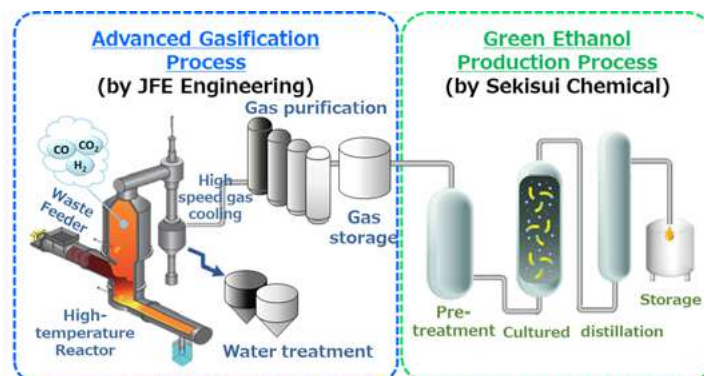 Advanced Gasification
Process
(by JFE Engineering)
Gas purification
CO
CO₂
H₂
Waste
Feeder
High
speed gas
cooling
Gas
storage
High-
temperature
Reactor
Water treatment
Green Ethanol
Production Process
(by Sekisui Chemical)
Pre-
treatment
Cultured
distillation
Storage